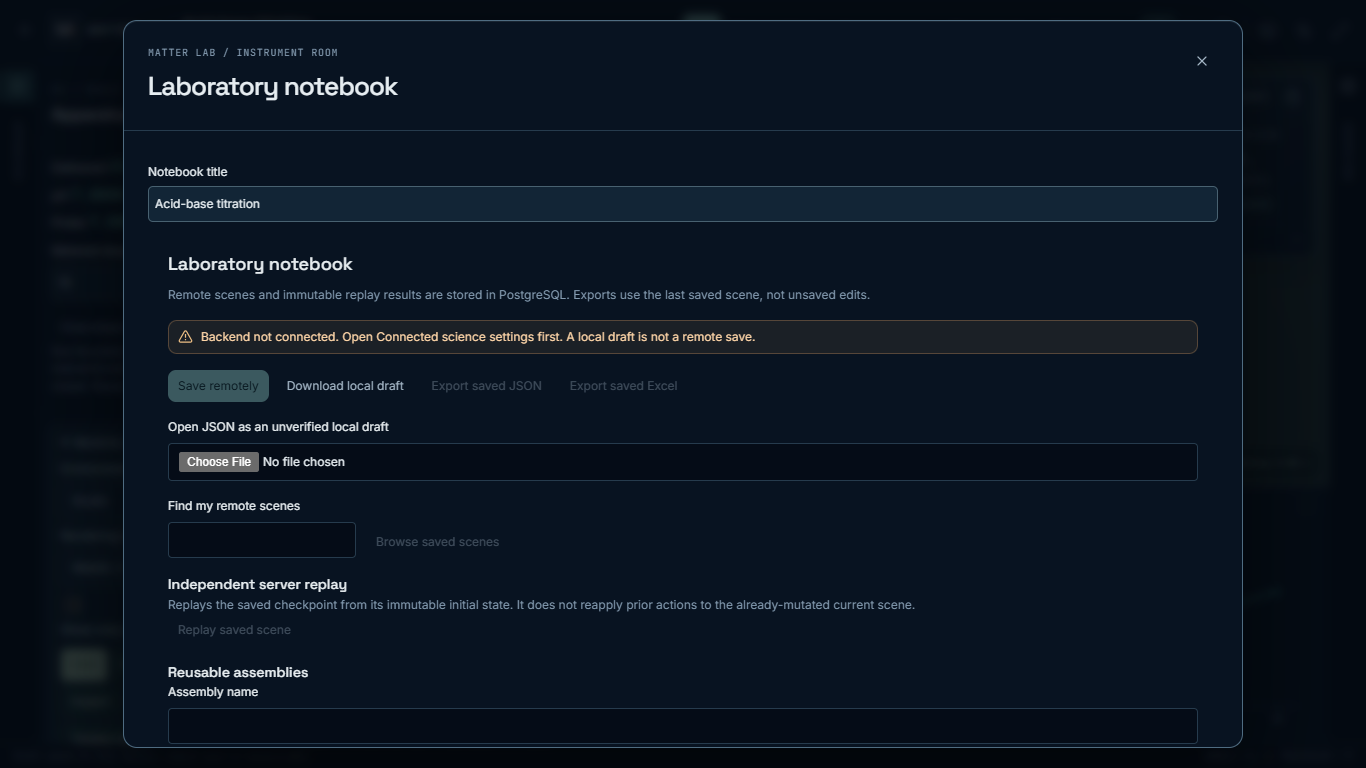 MATTER LAB / INSTRUMENT ROOM
Laboratory notebook
Notebook title
Acid-base titration
Laboratory notebook
Remote scenes and immutable replay results are stored in PostgreSQL. Exports use the last saved scene, not unsaved edits.
Backend not connected. Open Connected science settings first. A local draft is not a remote save.
Save remotely Download local draft Export saved JSON Export saved Excel
Open JSON as an unverified local draft
Choose File No file chosen
Find my remote scenes
Browse saved scenes
Independent server replay
Replays the saved checkpoint from its immutable initial state. It does not reapply prior actions to the already-mutated current scene.
Replay saved scene
Reusable assemblies
Assembly name